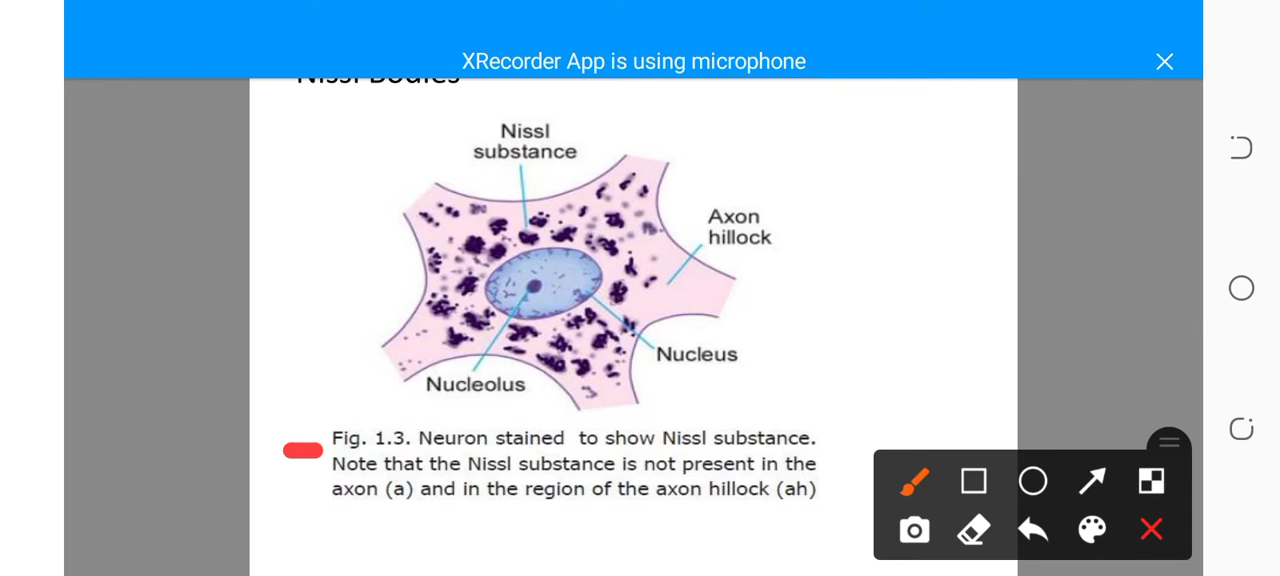 XRecorder App is using microphone
Nissl Bodies
Nissl
substance
Axon
hillock
Nucleus
Nucleolus
Fig. 1.3. Neuron stained to show Nissl substance.
Note that the Nissl substance is not present in the
axon (a) and in the region of the axon hillock (ah)